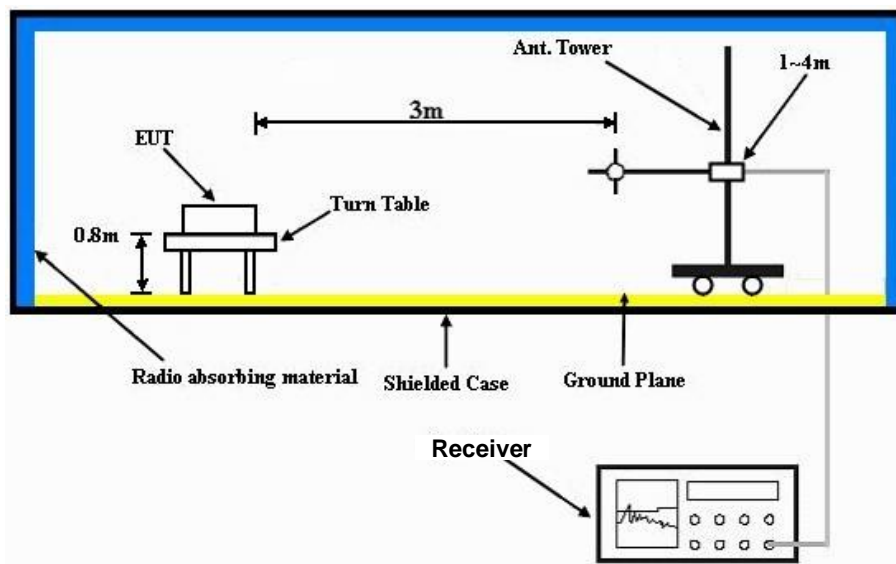 Ant. Tower
1~4m
3m
EUT
Turn Table
0.8m
Radio absorbing material
Shielded Case
Ground Plane
Receiver